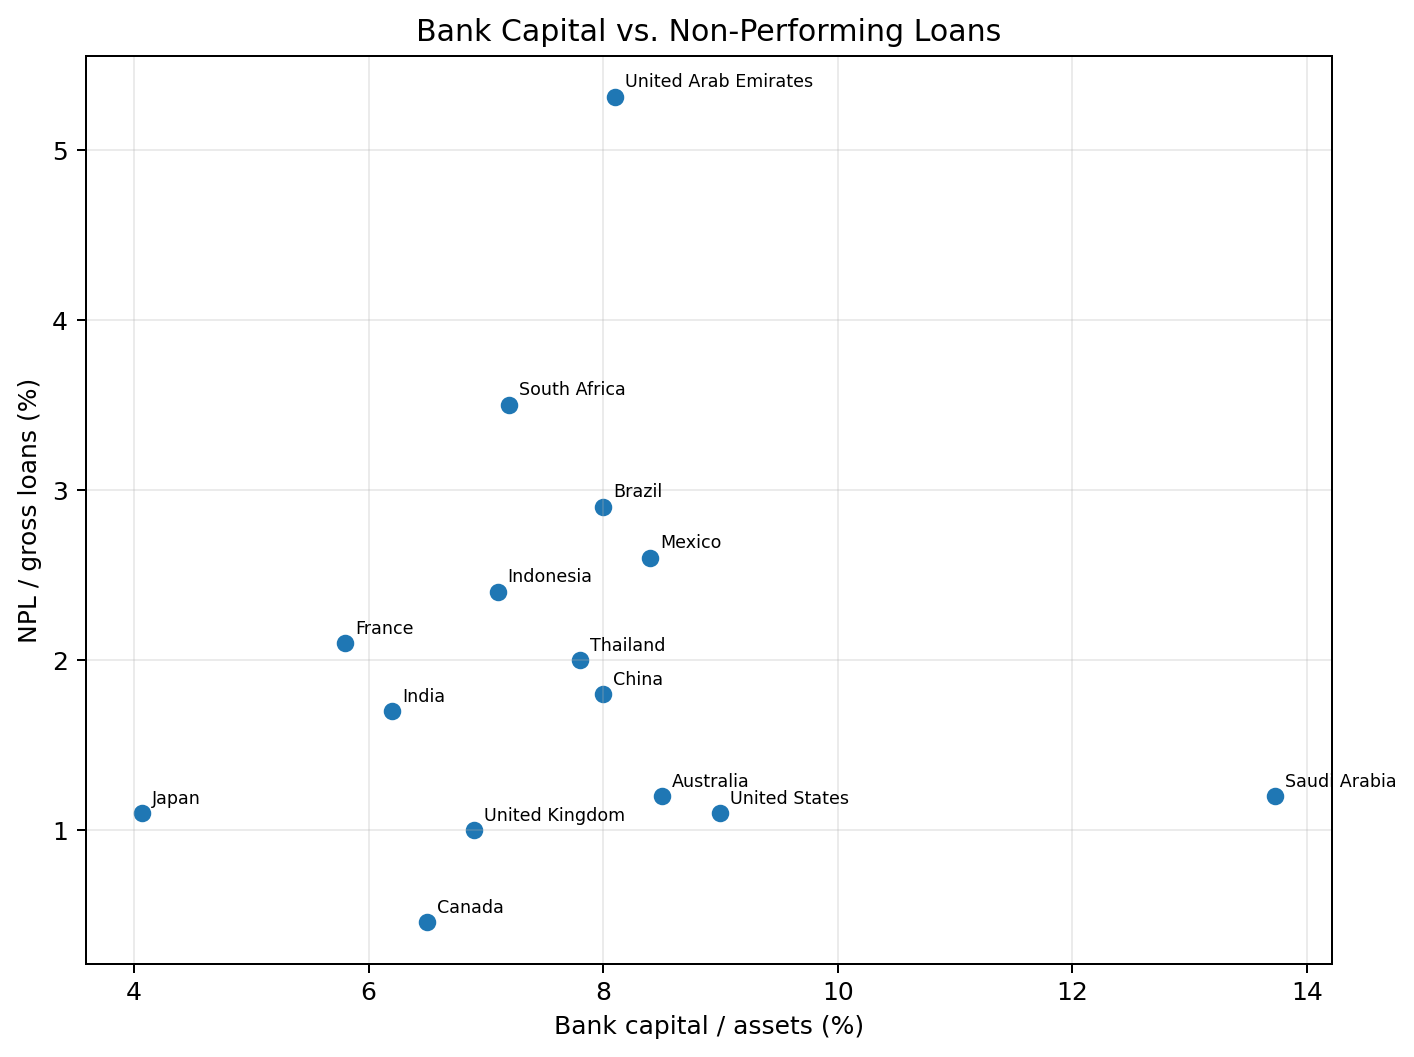 Bank Capital vs. Non-Performing Loans
United Arab Emirates
5
4
South Africa
3
Brazil
Mexico
Indonesia
France
Thailand
2
China
India
Australia
Saudi Arabia
Japan
United States
United Kingdom
1
Canada
NPL / gross loans (%)
4 6 8 10 12 14
Bank capital / assets (%)